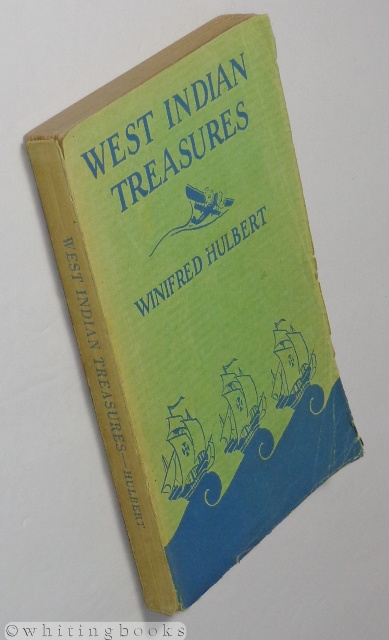 WEST INDIAN
TREASURES
WINIFRED HULBERT
WEST INDIAN TREASURES—HULBERT
©whitingbooks